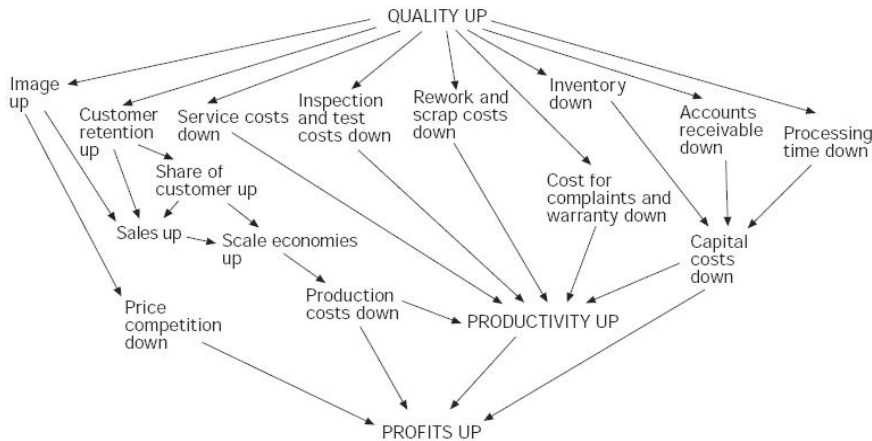 QUALITY UP
Image
up
Customer
retention
up
Service costs
down
Inspection
and test
costs down
Rework and
scrap costs
down
Inventory
down
Accounts
receivable
down
Processing
time down
Share of
customer up
Cost for
complaints and
warranty down
Sales up
Scale economies
up
Capital
costs
down
Production
costs down
Price
competition
down
PRODUCTIVITY UP
PROFITS UP